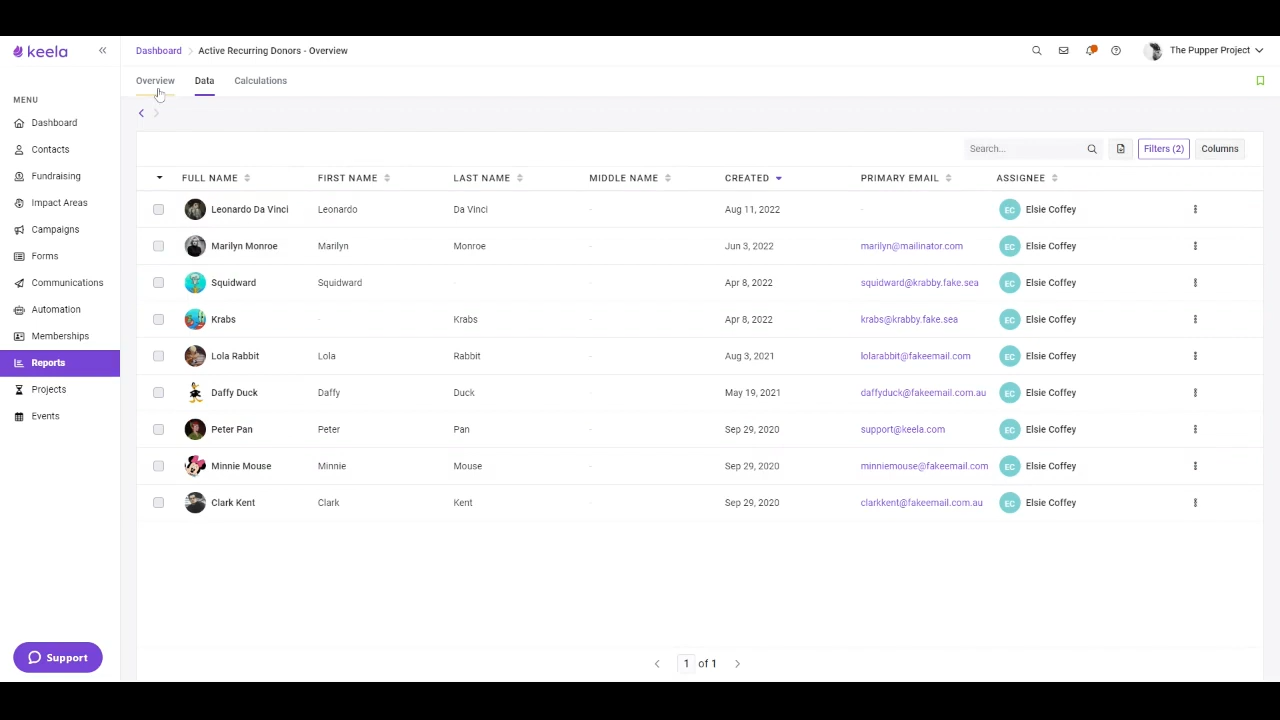 keela
Dashboard > Active Recurring Donors - Overview
The Pupper Project
Overview Data Calculations
MENU
Dashboard
Contacts
Fundraising
Impact Areas
Campaigns
Forms
Communications
Automation
Memberships
Reports
Projects
Events
Support
Search... Filters (2) Columns
FULL NAME FIRST NAME LAST NAME MIDDLE NAME CREATED PRIMARY EMAIL ASSIGNEE
Leonardo Da Vinci Leonardo Da Vinci - Aug 11, 2022 - EC Elsie Coffey
Marilyn Monroe Marilyn Monroe - Jun 3, 2022 marilyn@mailinator.com EC Elsie Coffey
Squidward Squidward - - Apr 8, 2022 squidward@krabby.fake.sea EC Elsie Coffey
Krabs - Krabs - Apr 8, 2022 krabs@krabby.fake.sea EC Elsie Coffey
Lola Rabbit Lola Rabbit - Aug 3, 2021 lolarabbit@fakeemail.com EC Elsie Coffey
Daffy Duck Daffy Duck - May 19, 2021 daffyduck@fakeemail.com.au EC Elsie Coffey
Peter Pan Peter Pan - Sep 29, 2020 support@keela.com EC Elsie Coffey
Minnie Mouse Minnie Mouse - Sep 29, 2020 minniemouse@fakeemail.com EC Elsie Coffey
Clark Kent Clark Kent - Sep 29, 2020 clarkkent@fakeemail.com.au EC Elsie Coffey
1 of 1